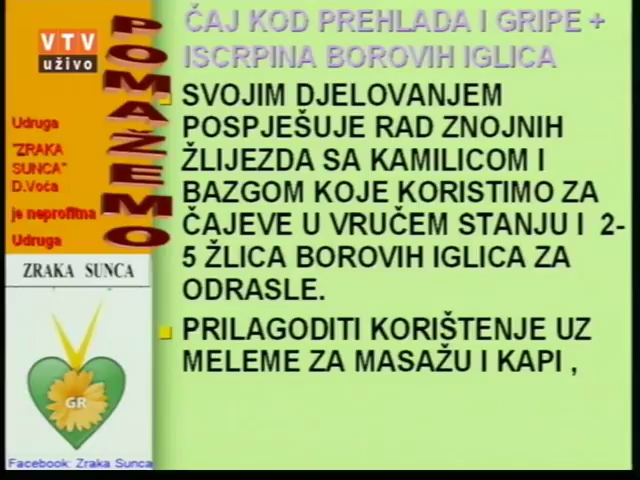 VTV
uživo
POMAŽEMO
Udruga
"ZRAKA
SUNCA"
D.Voća
je neprofitna
Udruga
ZRAKA SUNCA
GR
Facebook: Zraka Sunca
ČAJ KOD PREHLADA I GRIPE +
ISCRPINA BOROVIH IGLICA
SVOJIM DJELOVANJEM
POSPJEŠUJE RAD ZNOJNIH
ŽLIJEZDA SA KAMILICOM I
BAZGOM KOJE KORISTIMO ZA
ČAJEVE U VRUČEM STANJU I 2-
5 ŽLICA BOROVIH IGLICA ZA
ODRASLE.
PRILAGODITI KORIŠTENJE UZ
MELEME ZA MASAŽU I KAPI ,